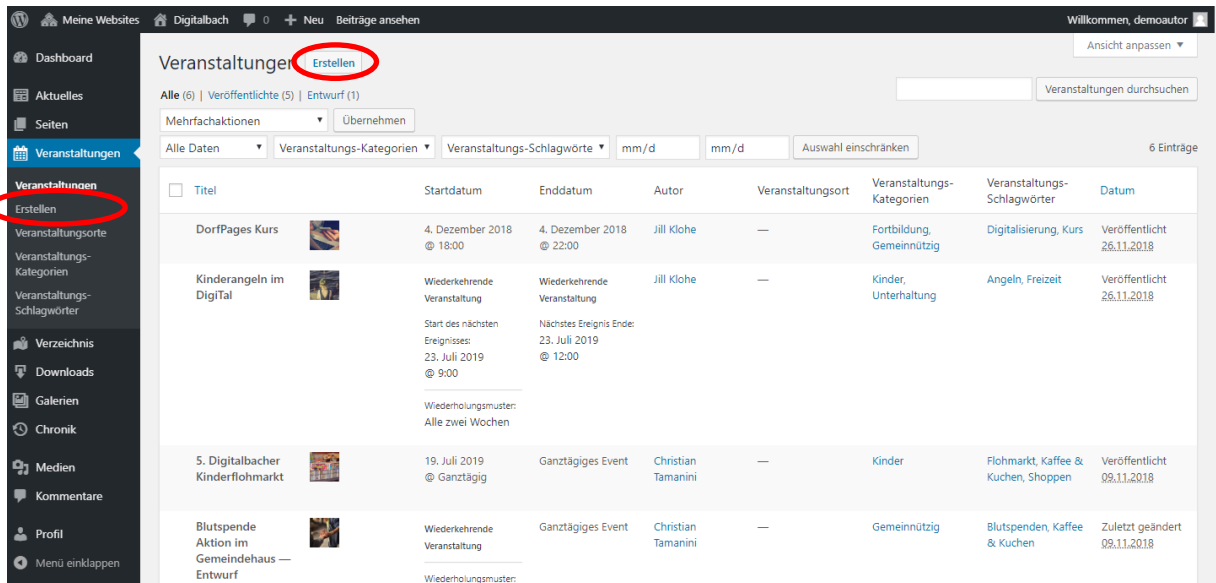 Meine Websites Digitalbach 0 Neu Beiträge ansehen Willkommen, demoautor
Dashboard
Aktuelles
Seiten
Veranstaltungen
Veranstaltungen
Erstellen
Veranstaltungsorte
Veranstaltungs-
Kategorien
Veranstaltungs-
Schlagwörter
Verzeichnis
Downloads
Galerien
Chronik
Medien
Kommentare
Profil
Menü einklappen
Ansicht anpassen ▼
Veranstaltungen Erstellen
Alle (6) | Veröffentlichte (5) | Entwurf (1)
Veranstaltungen durchsuchen
Mehrfachaktionen Übernehmen
Alle Daten Veranstaltungs-Kategorien Veranstaltungs-Schlagwörte mm/d mm/d Auswahl einschränken 6 Einträge
Titel Startdatum Enddatum Autor Veranstaltungsort Veranstaltungs-
Kategorien Veranstaltungs-
Schlagwörter Datum
DorfPages Kurs 4. Dezember 2018
@ 18:00 4. Dezember 2018
@ 22:00 Jill Klohe — Fortbildung,
Gemeinnützig Digitalisierung, Kurs Veröffentlicht
26.11.2018
Kinderangeln im
DigiTal
Wiederkehrende
Veranstaltung
Start des nächsten
Ereignisses:
23. Juli 2019
@ 9:00
Wiederholungsmuster:
Alle zwei Wochen
Wiederkehrende
Veranstaltung
Nächstes Ereignis Ende:
23. Juli 2019
@ 12:00
Jill Klohe — Kinder,
Unterhaltung Angeln, Freizeit Veröffentlicht
26.11.2018
5. Digitalbacher
Kinderflohmarkt
19. Juli 2019
@ Ganztägig
Ganztägiges Event Christian
Tamanini — Kinder Flohmarkt, Kaffee &
Kuchen, Shoppen Veröffentlicht
09.11.2018
Blutspende
Aktion im
Gemeindehaus —
Entwurf
Wiederkehrende
Veranstaltung
Wiederholungsmuster:
Ganztägiges Event Christian
Tamanini — Gemeinnützig Blutspenden, Kaffee
& Kuchen Zuletzt geändert
09.11.2018